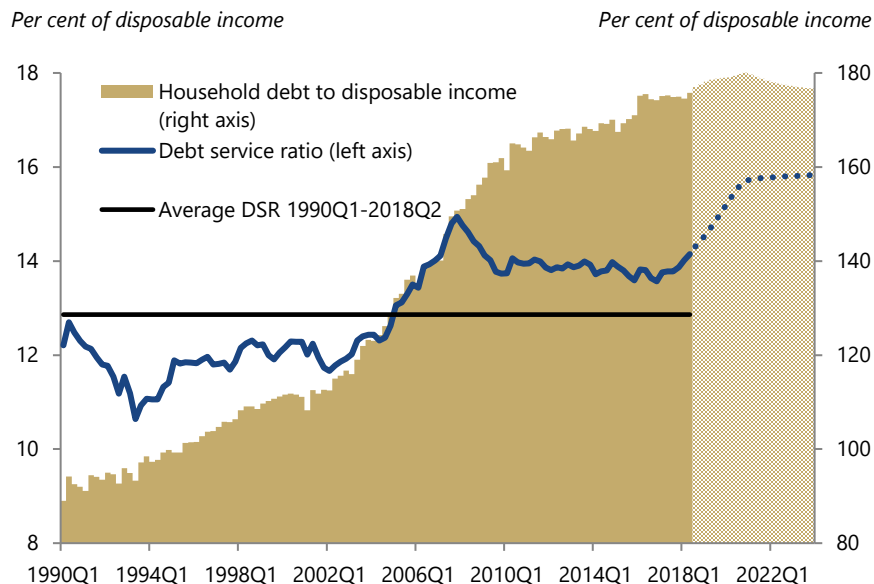 Per cent of disposable income
Per cent of disposable income
18
180
Household debt to disposable income
(right axis)
Debt service ratio (left axis)
16
160
Average DSR 1990Q1-2018Q2
14
140
12
120
10
100
8
80
1990Q1 1994Q1 1998Q1 2002Q1 2006Q1 2010Q1 2014Q1 2018Q1 2022Q1